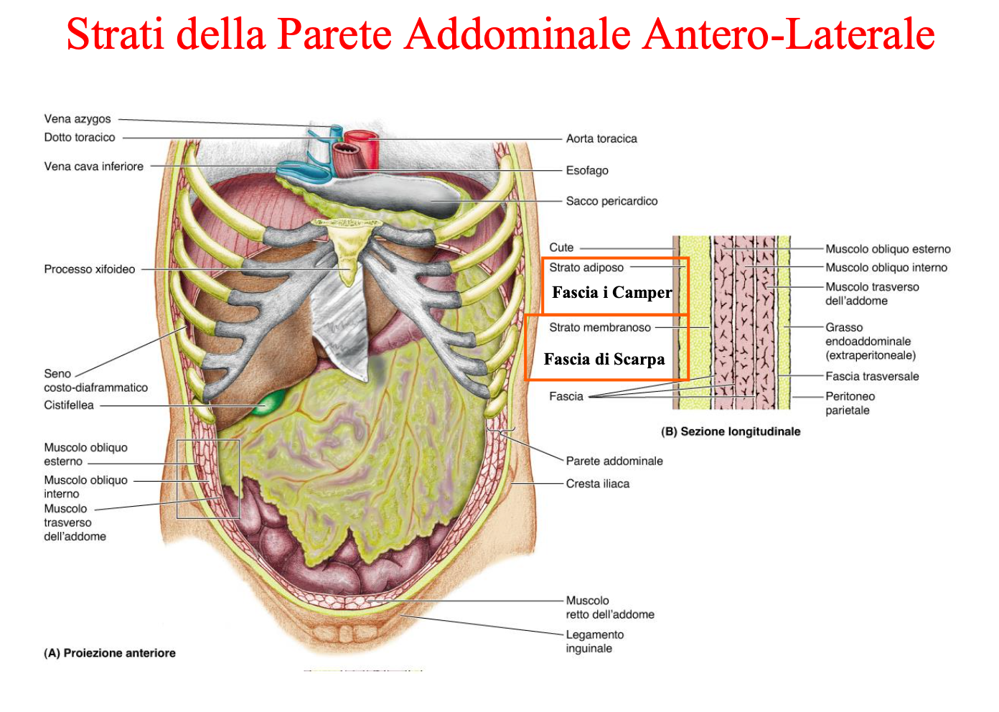 Strati della Parete Addominale Antero-Laterale
Vena azygos
Dotto toracico
Vena cava inferiore
Processo xifoideo
Seno
costo-diaframmatico
Cistifellea
Muscolo obliquo
esterno
Muscolo obliquo
interno
Muscolo
trasverso
dell'addome
(A) Proiezione anteriore
Aorta toracica
Esofago
Sacco pericardico
Cute
Strato adiposo
Fascia i Camper
Strato membranoso
Fascia di Scarpa
Fascia
Muscolo obliquo esterno
Muscolo obliquo interno
Muscolo trasverso
dell'addome
Grasso
endoaddominale
(extraperitoneale)
Fascia trasversale
Peritoneo
parietale
(B) Sezione longitudinale
Parete addominale
Cresta iliaca
Muscolo
retto dell'addome
Legamento
inguinale